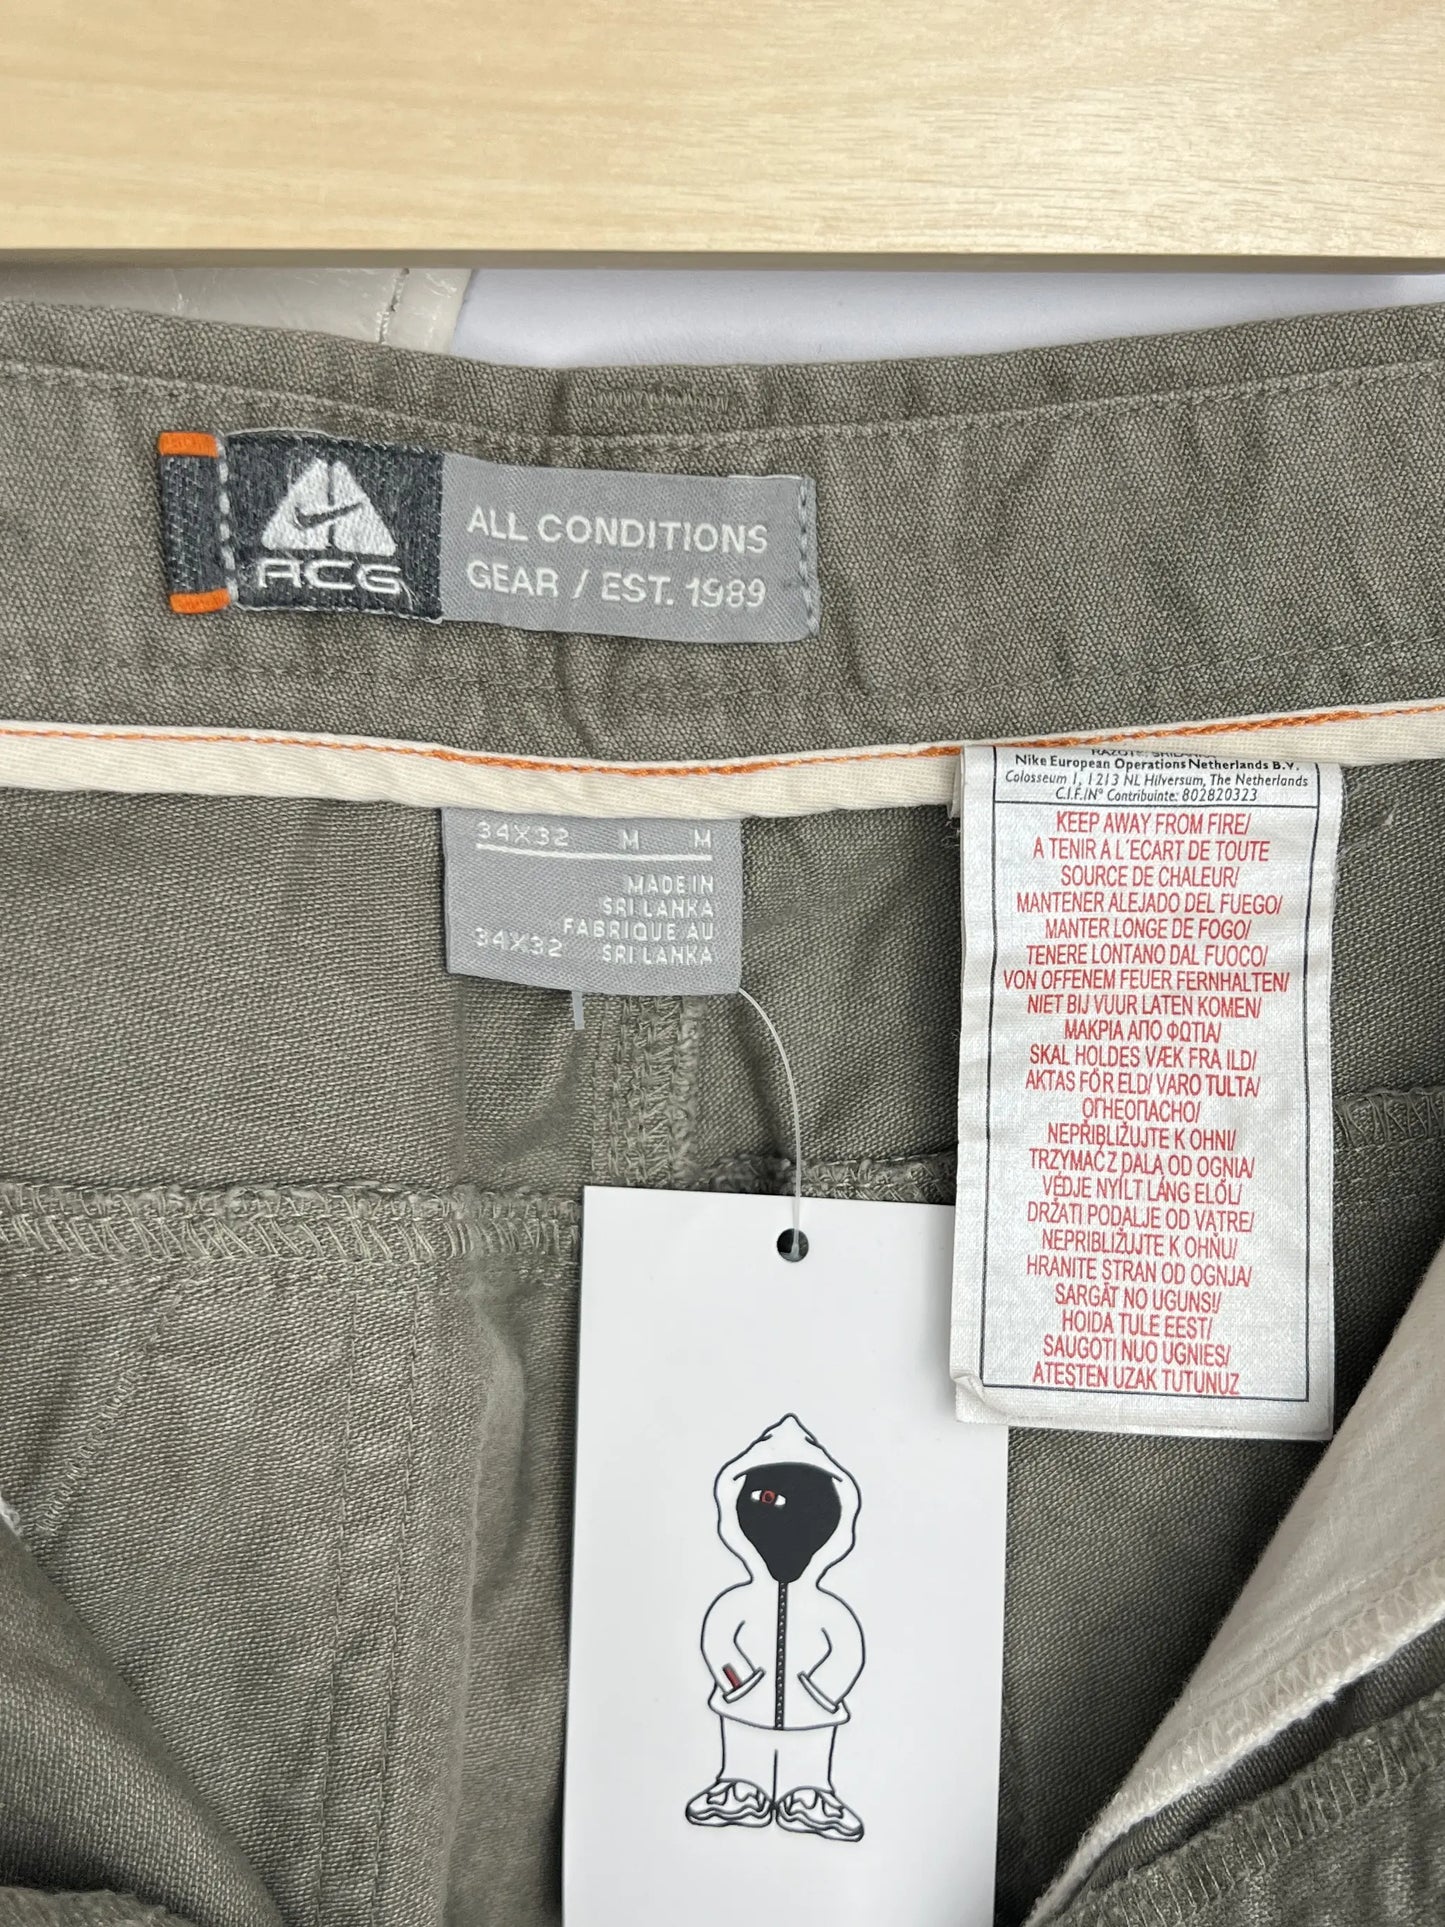 ACG
ALL CONDITIONS
GEAR / EST. 1989
34X32 M M
MADE IN
SRI LANKA
FABRIQUE AU
34X32 SRI LANKA
Nike European Operations Netherlands B.V.
Colosseum 1, 1213 NL Hilversum, The Netherlands
C.I.F./N° Contribuinte: 802820323
KEEP AWAY FROM FIRE/
A TENIR A L´ECART DE TOUTE
SOURCE DE CHALEUR/
MANTENER ALEJADO DEL FUEGO/
MANTER LONGE DE FOGO/
TENERE LONTANO DAL FUOCO/
VON OFFENEM FEUER FERNHALTEN/
NIET BIJ VUUR LATEN KOMEN/
ΜΑΚΡΙΑ ΑΠΟ ΦΩΤΙΑ/
SKAL HOLDES VÆK FRA ILD/
AKTAS FÖR ELD/ VARO TULTA/
ОГНЕОПАСНО/
NEPŘIBLIŽUJTE K OHNI/
TRZYMAĆ Z DALA OD OGNIA/
VÉDJE NYÍLT LÁNG ELŐL/
DRŽATI PODALJE OD VATRE/
NEPRIBLIŽUJTE K OHŇU/
HRANITE STRAN OD OGNJA/
SARGĀT NO UGUNS!/
HOIDA TULE EEST/
SAUGOTI NUO UGNIES/
ATEŞTEN UZAK TUTUNUZ